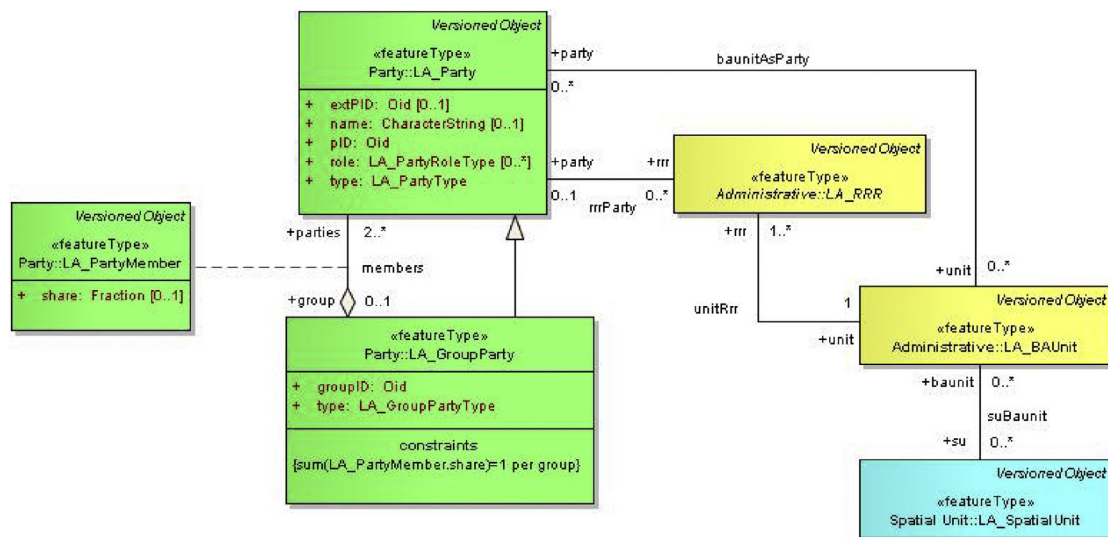 Versioned Object
«featureType»
Party::LA_Party
+ extPID: Oid [0..1]
+ name: CharacterString [0..1]
+ pID: Oid
+ role: LA_PartyRoleType [0..*]
+ type: LA_PartyType
+party
0..*
baunitAsParty
+party
0..1
rrrParty
+rrr
0..*
Versioned Object
«featureType»
Administrative::LA_RRR
Versioned Object
«featureType»
Party::LA_PartyMember
+ share: Fraction [0..1]
+parties
2..*
members
+group
0..1
+rrr
1..*
unitRrr
1
+unit
+unit
0..*
Versioned Object
«featureType»
Administrative::LA_BAUnit
«featureType»
Party::LA_GroupParty
+ groupID: Oid
+ type: LA_GroupPartyType
constraints
{sum(LA_PartyMember.share)=1 per group}
+baunit
0..*
suBaunit
+su
0..*
Versioned Object
«featureType»
Spatial Unit::LA_SpatialUnit